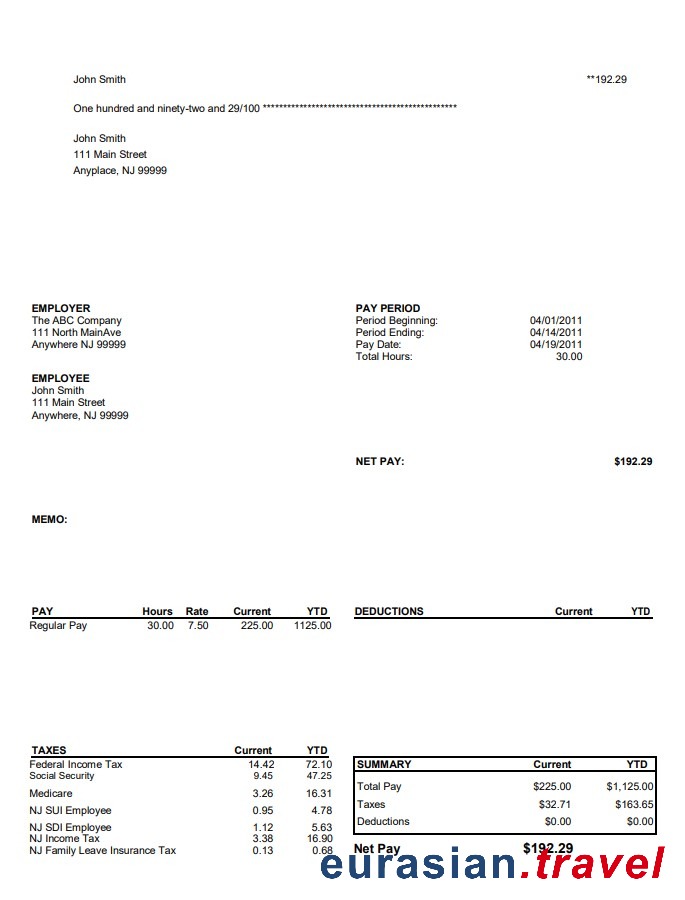 John Smith **192.29
One hundred and ninety-two and 29/100 ************************************************
John Smith
111 Main Street
Anyplace, NJ 99999
EMPLOYER
The ABC Company
111 North MainAve
Anywhere NJ 99999
PAY PERIOD
Period Beginning: 04/01/2011
Period Ending: 04/14/2011
Pay Date: 04/19/2011
Total Hours: 30.00
EMPLOYEE
John Smith
111 Main Street
Anywhere, NJ 99999
NET PAY: $192.29
MEMO:
PAY Hours Rate Current YTD
Regular Pay 30.00 7.50 225.00 1125.00
DEDUCTIONS Current YTD
TAXES Current YTD
Federal Income Tax 14.42 72.10
Social Security 9.45 47.25
Medicare 3.26 16.31
NJ SUI Employee 0.95 4.78
NJ SDI Employee 1.12 5.63
NJ Income Tax 3.38 16.90
NJ Family Leave Insurance Tax 0.13 0.68
SUMMARY Current YTD
Total Pay $225.00 $1,125.00
Taxes $32.71 $163.65
Deductions $0.00 $0.00
Net Pay $192.29
eurasian.travel